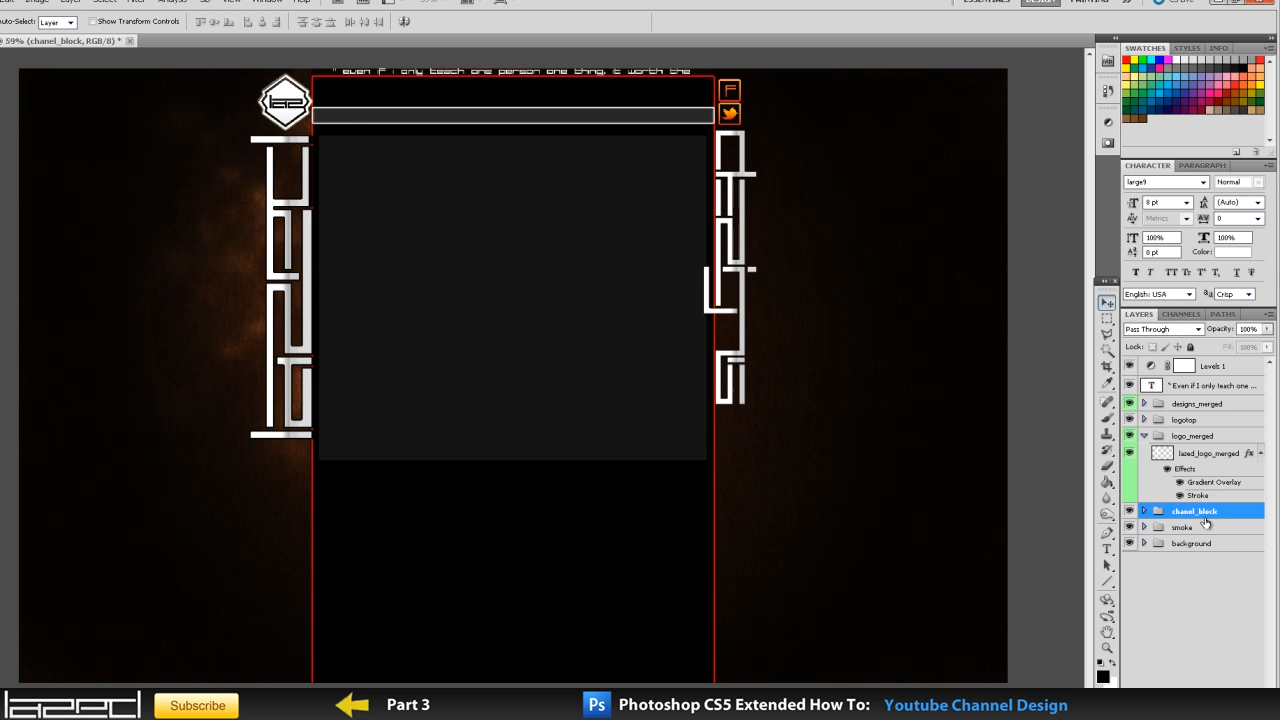 Auto-Select: Layer Show Transform Controls
59% (chanel_block, RGB/8) *
" even if i only teach one person one thing, it worth the
SWATCHES STYLES INFO
CHARACTER PARAGRAPH
large9 Normal
8 pt (Auto)
Metrics 0
100% 100%
0 pt Color:
English: USA Crisp
LAYERS CHANNELS PATHS
Pass Through Opacity: 100%
Lock: Fill: 100%
Levels 1
" Even if I only teach one ...
designs_merged
logotop
logo_merged
lazed_logo_merged fx
Effects
Gradient Overlay
Stroke
chanel_block
smoke
background
Subscribe Part 3 Ps Photoshop CS5 Extended How To: Youtube Channel Design